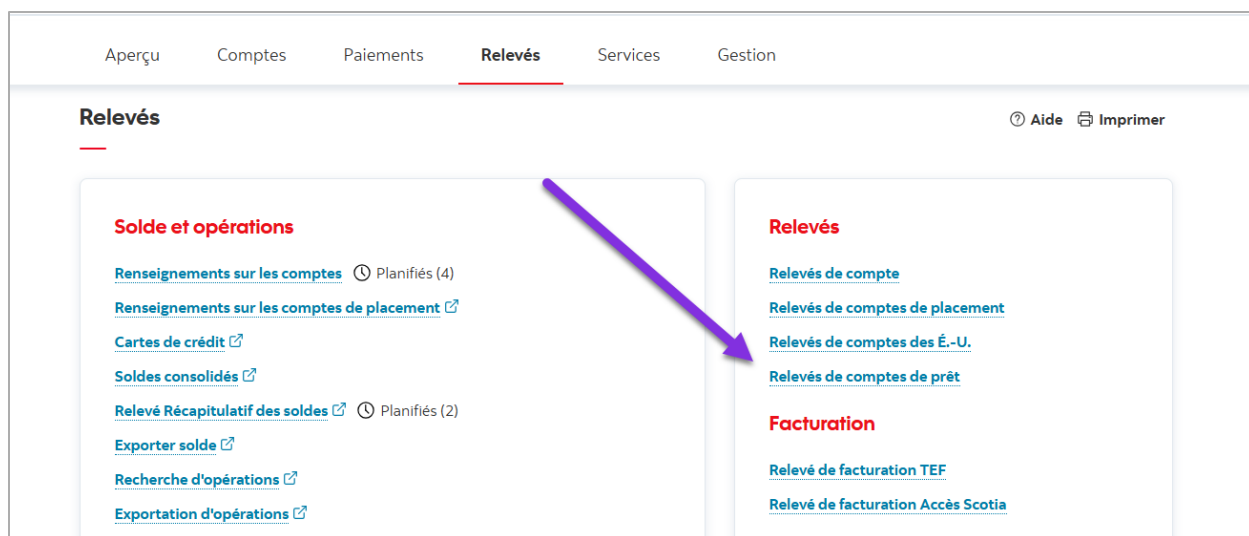 Aperçu Comptes Paiements Relevés Services Gestion
Relevés
Aide Imprimer
Solde et opérations
Renseignements sur les comptes Planifiés (4)
Renseignements sur les comptes de placement
Cartes de crédit
Soldes consolidés
Relevé Récapitulatif des soldes Planifiés (2)
Exporter solde
Recherche d'opérations
Exportation d'opérations
Relevés
Relevés de compte
Relevés de comptes de placement
Relevés de comptes des É.-U.
Relevés de comptes de prêt
Facturation
Relevé de facturation TEF
Relevé de facturation Accès Scotia